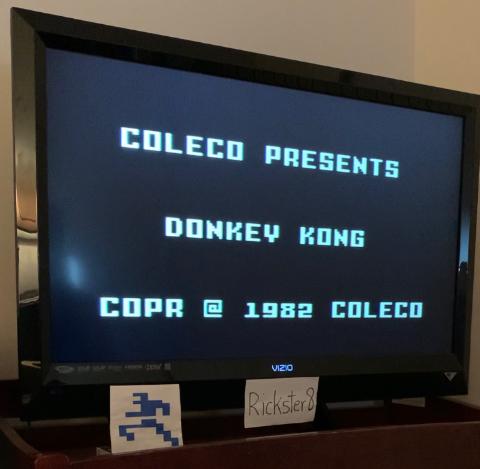 COLECO PRESENTS
DONKEY KONG
COPR @ 1982 COLECO
VIZIO
Rickster8